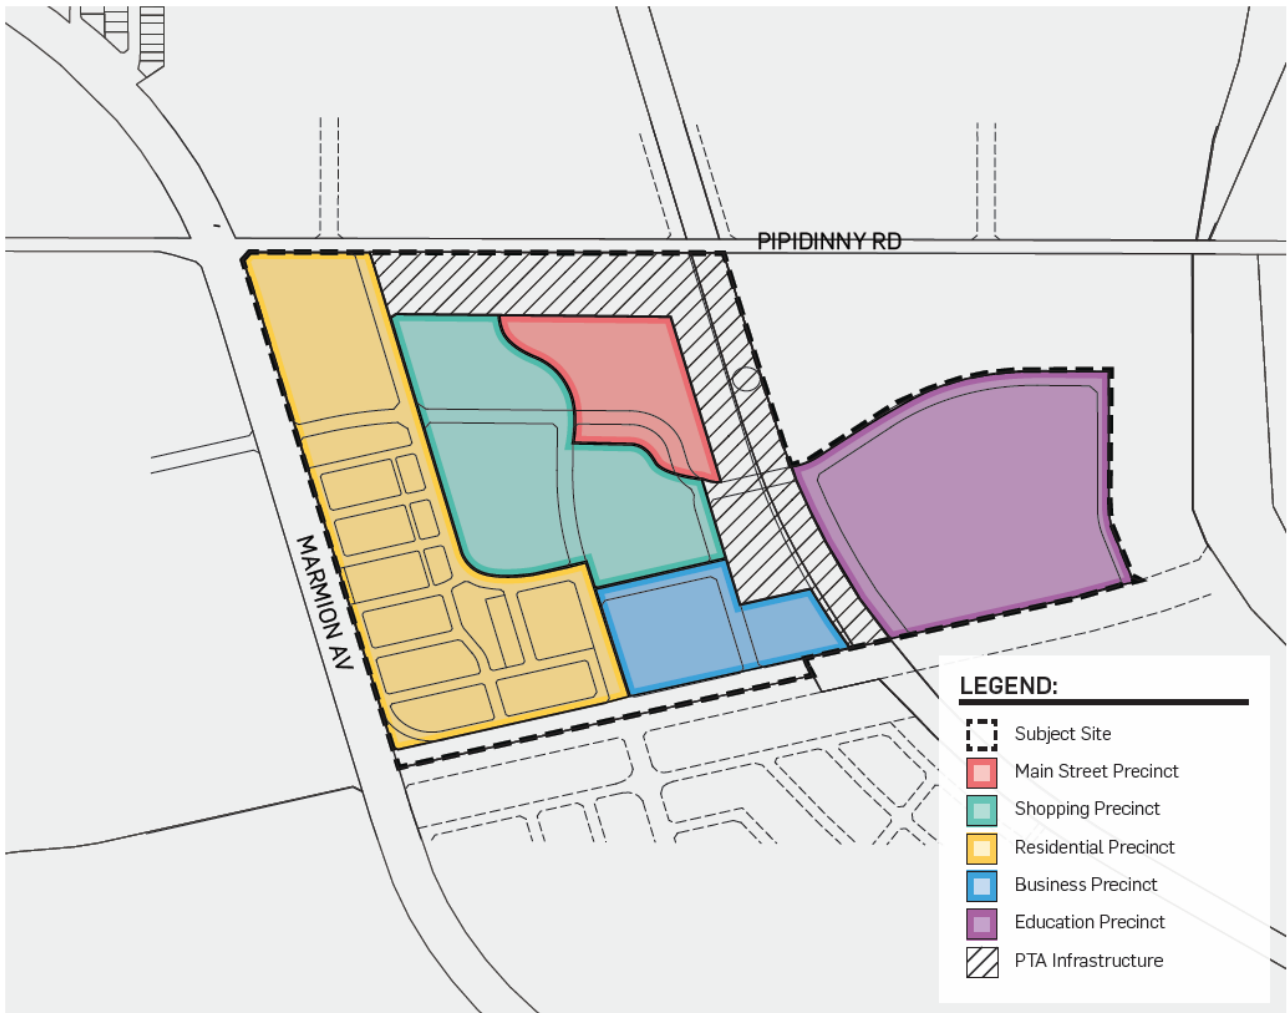 PIPIDINNY RD
MARMION AV
LEGEND:
Subject Site
Main Street Precinct
Shopping Precinct
Residential Precinct
Business Precinct
Education Precinct
PTA Infrastructure